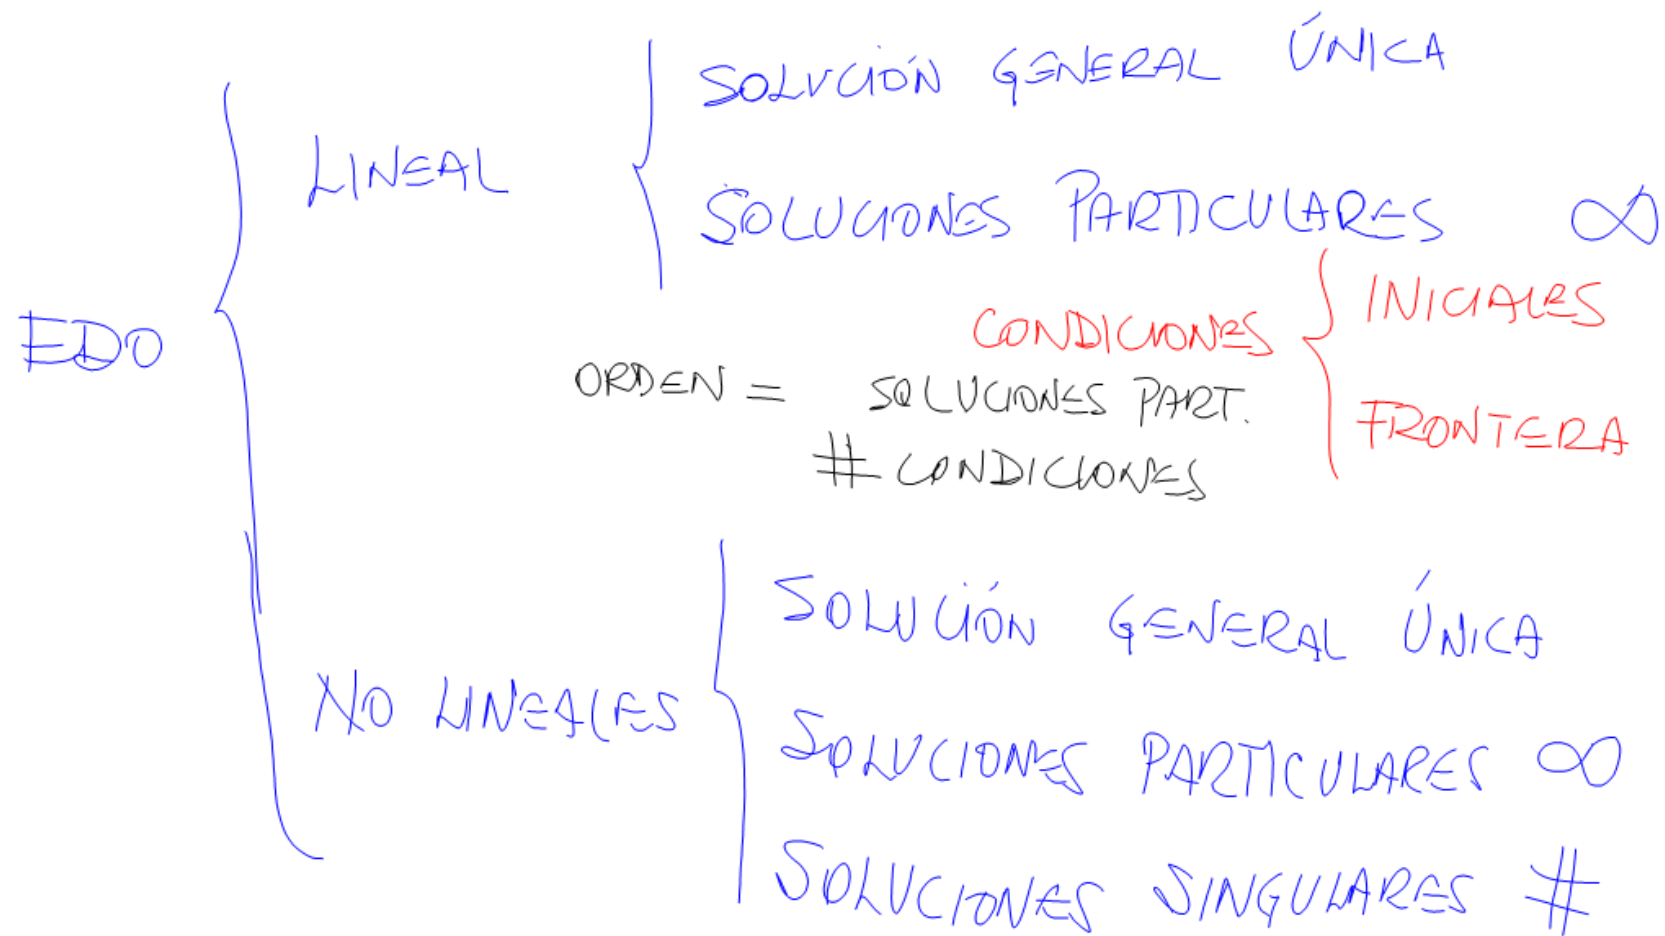 SOLUCIÓN GENERAL ÚNICA
LINEAL
SOLUCIONES PARTICULARES ∞
INICIALES
CONDICIONES
EDO
ORDEN = SOLUCIONES PART.
FRONTERA
# CONDICIONES
SOLUCIÓN GENERAL ÚNICA
NO LINEALES
SOLUCIONES PARTICULARES ∞
SOLUCIONES SINGULARES #